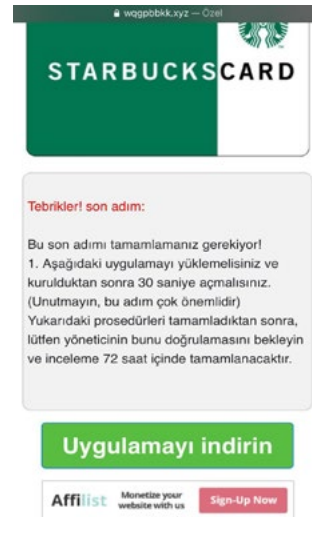 wqgpbbkk.xyz — Özel
STARBUCKSCARD
Tebrikler! son adım:
Bu son adımı tamamlamanız gerekiyor!
1. Aşağıdaki uygulamayı yüklemelisiniz ve
kurulduktan sonra 30 saniye açmalısınız.
(Unutmayın, bu adım çok önemlidir)
Yukarıdaki prosedürleri tamamladıktan sonra,
lütfen yöneticinin bunu doğrulamasını bekleyin
ve inceleme 72 saat içinde tamamlanacaktır.
Uygulamayı indirin
Affilist
Monetize your
website with us
Sign-Up Now